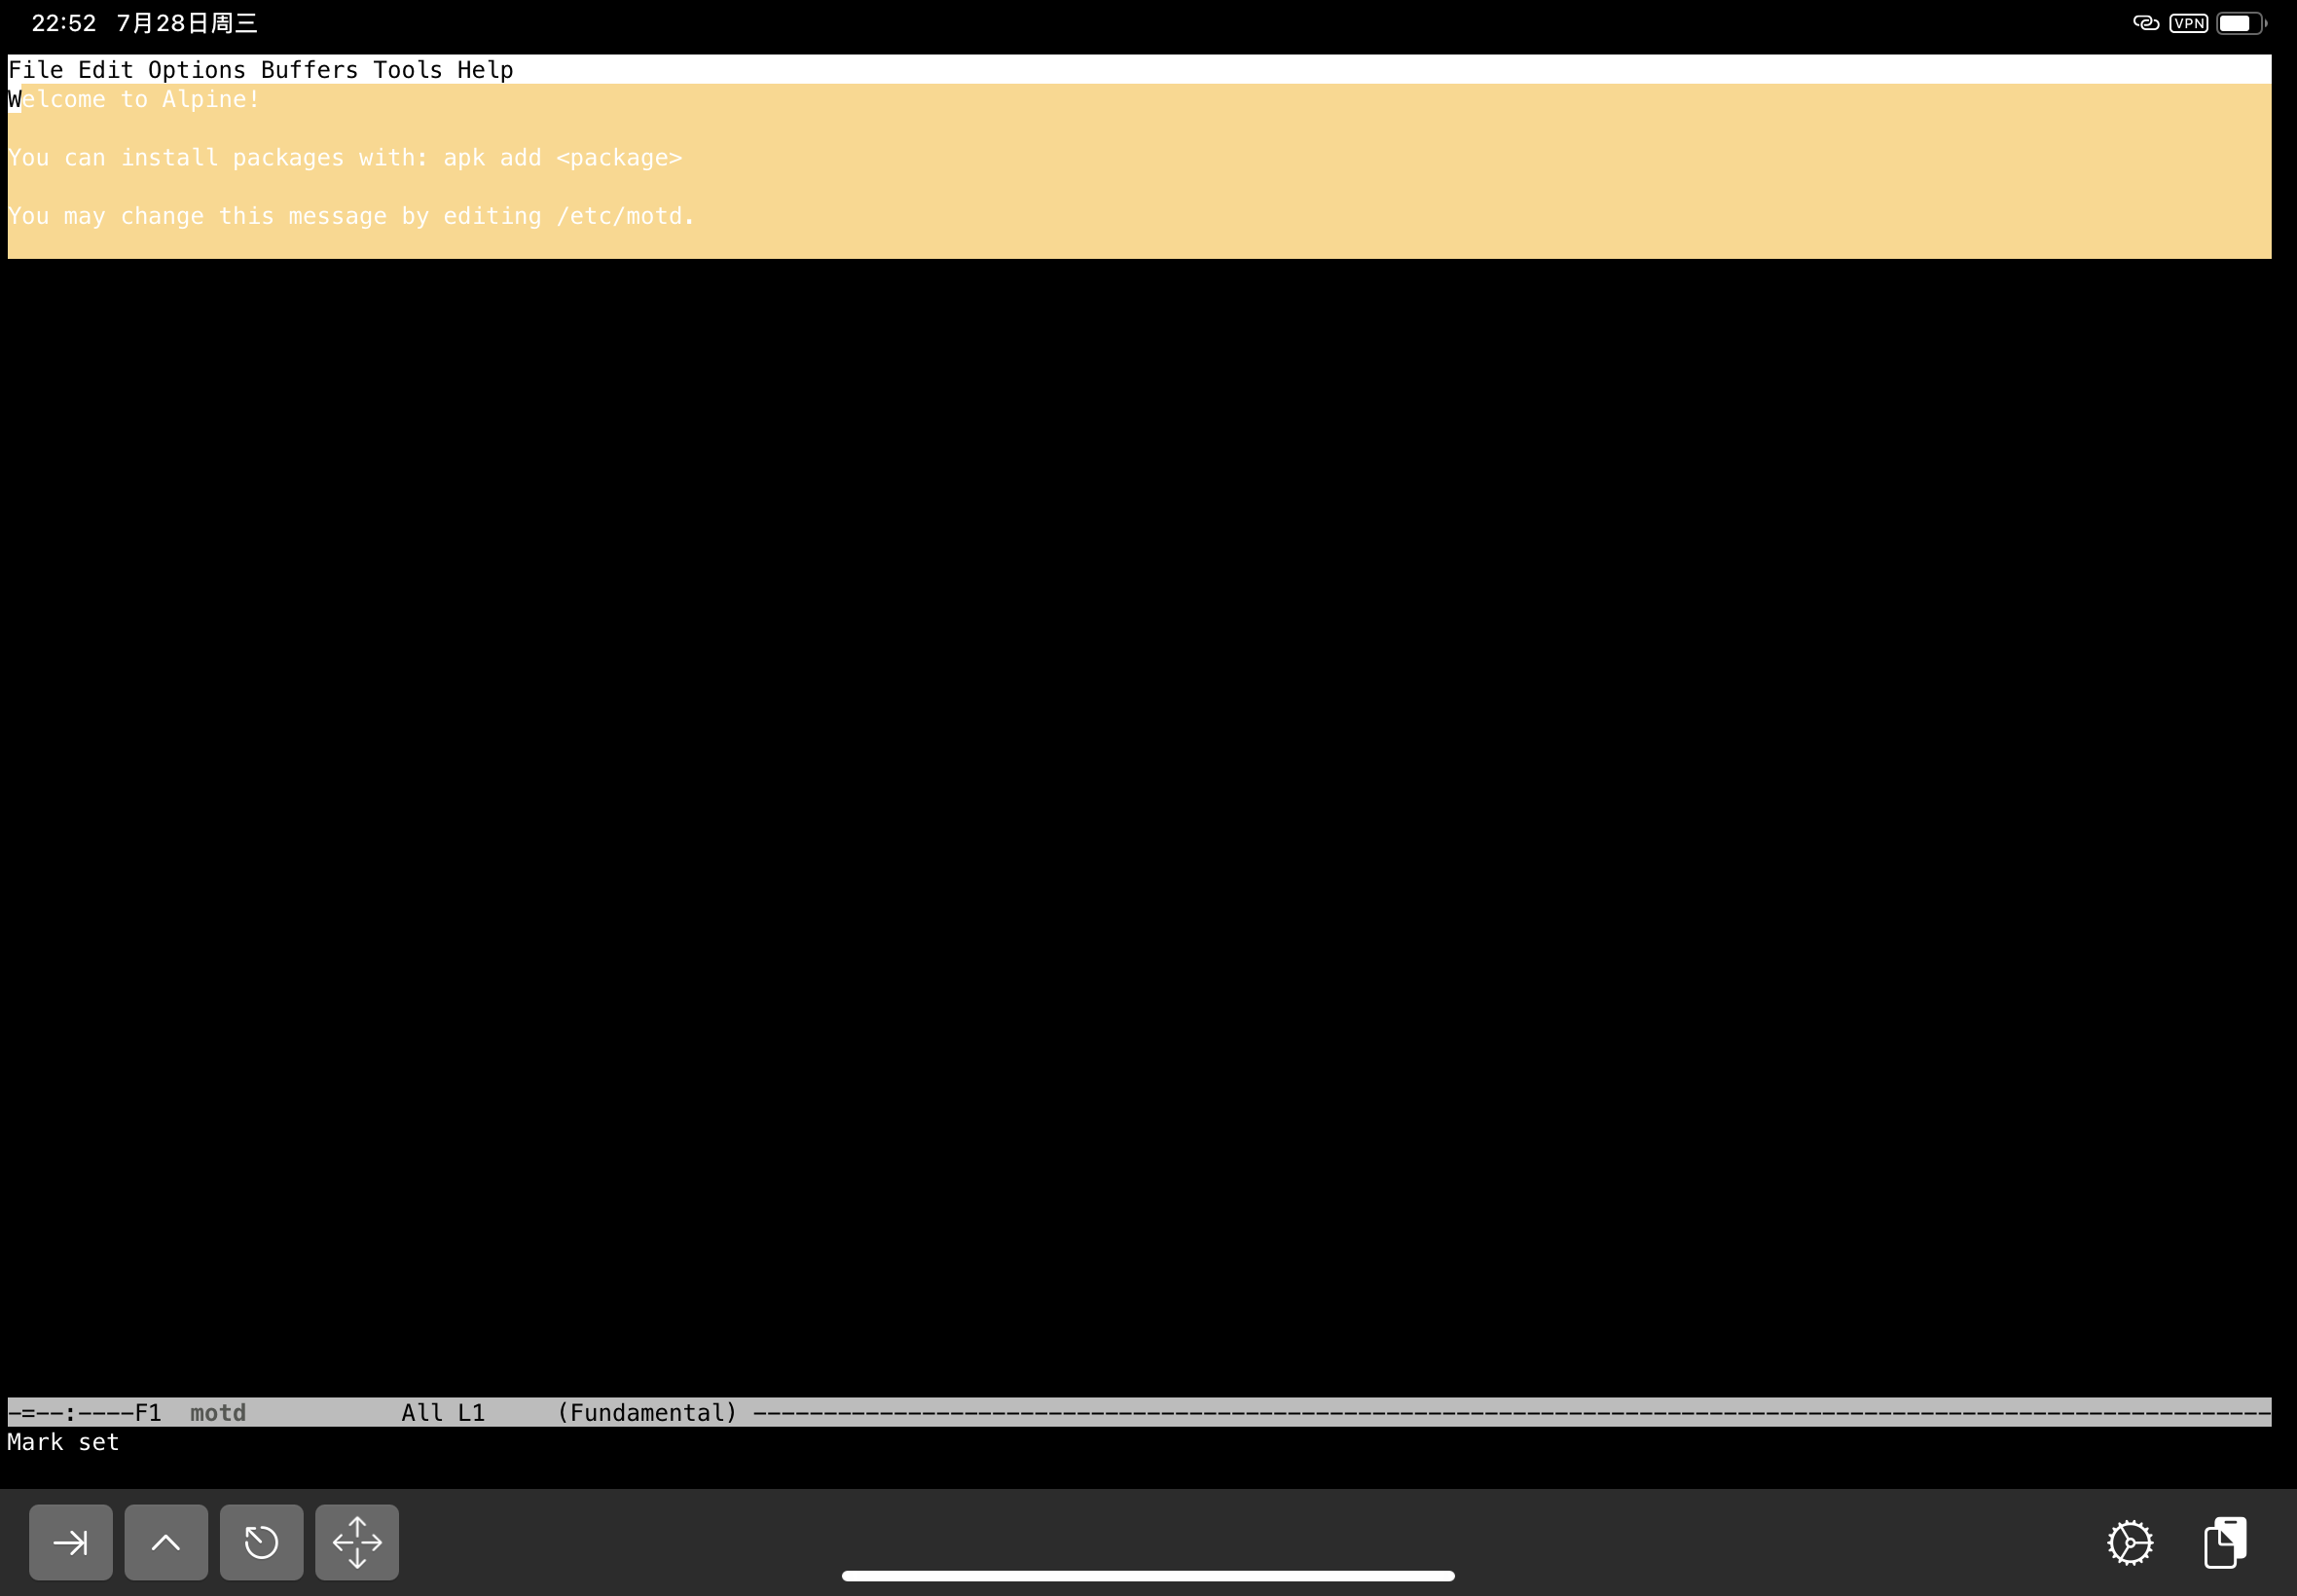 22:52 7月28日周三
VPN
File Edit Options Buffers Tools Help
Welcome to Alpine!
You can install packages with: apk add <package>
You may change this message by editing /etc/motd.
-=--:----F1 motd All L1 (Fundamental) ------------------------------------------------------------------------------------------------------------
Mark set